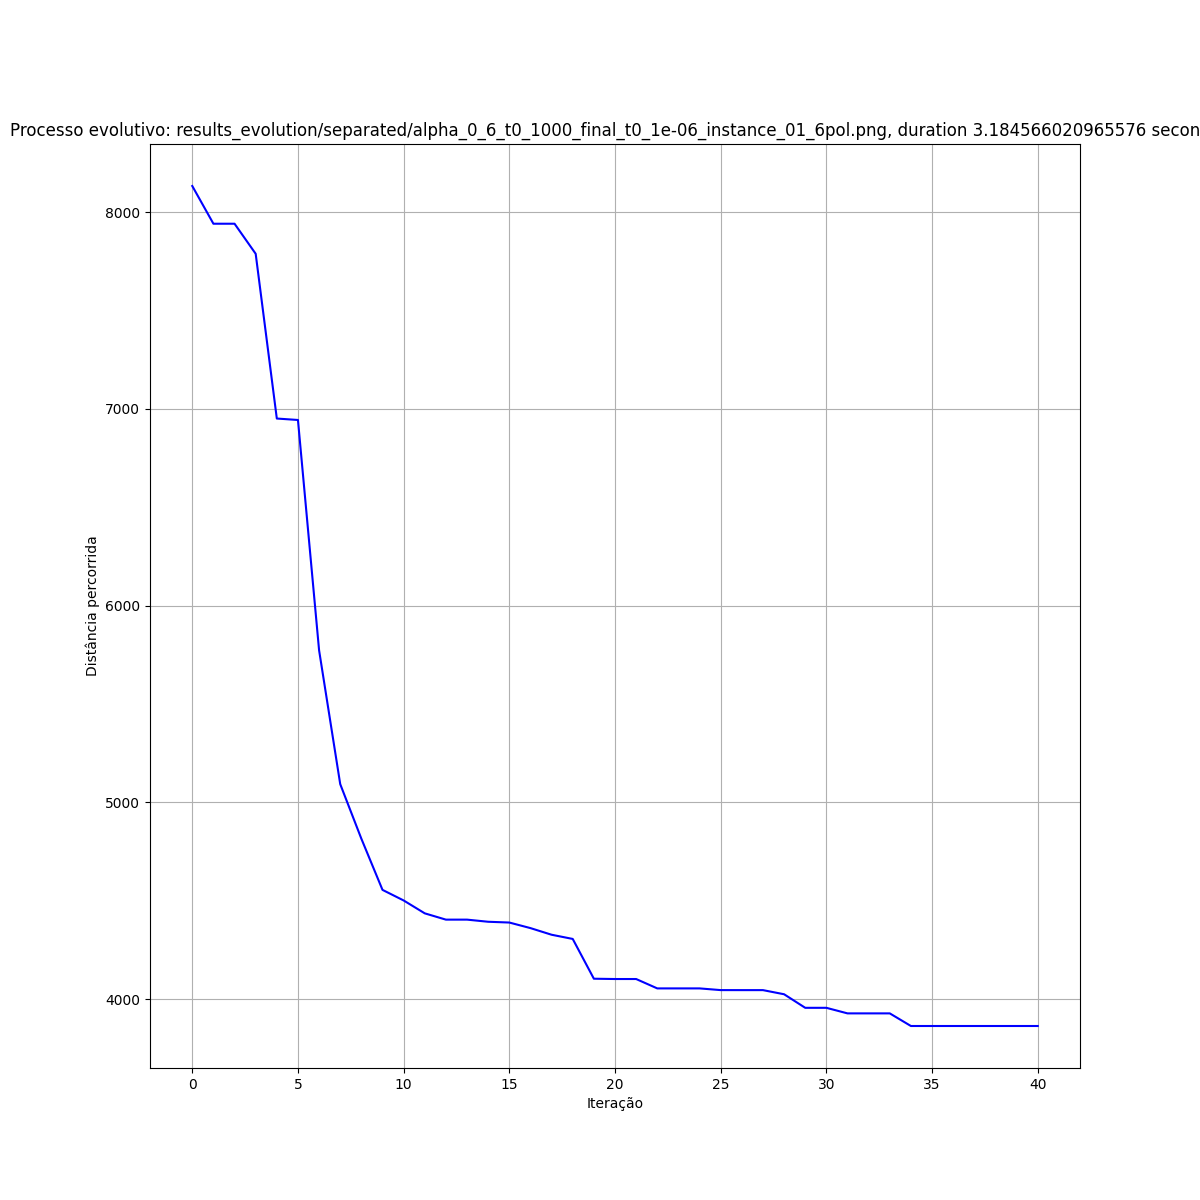 Processo evolutivo: results_evolution/separated/alpha_0_6_t0_1000_final_t0_1e-06_instance_01_6pol.png, duration 3.184566020965576 secon
8000
7000
6000
5000
4000
Distância percorrida
0 5 10 15 20 25 30 35 40
Iteração